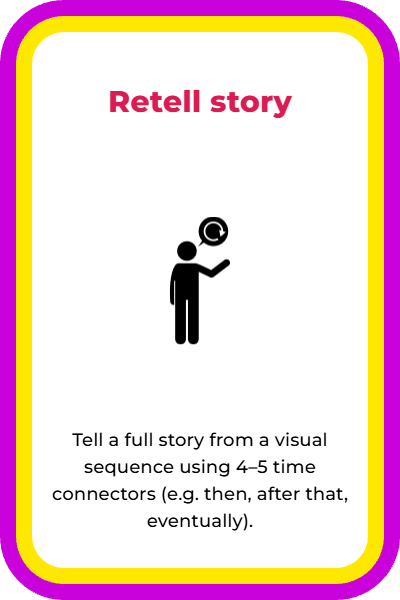 Retell story
Tell a full story from a visual
sequence using 4–5 time
connectors (e.g. then, after that,
eventually).